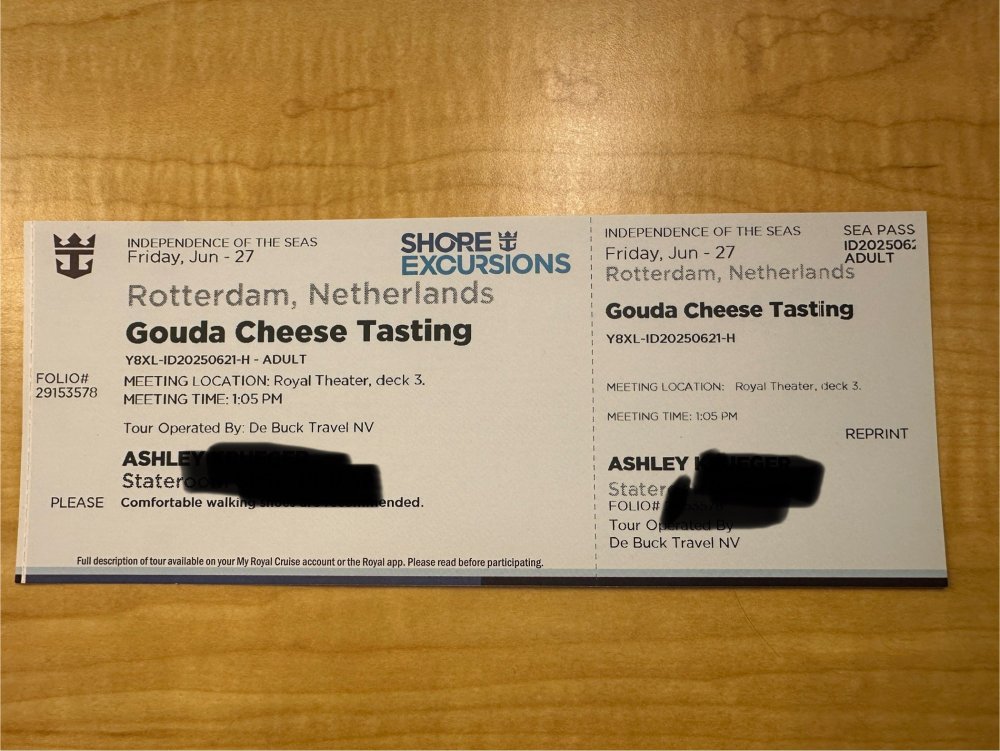 INDEPENDENCE OF THE SEAS
Friday, Jun - 27
SHORE
EXCURSIONS
Rotterdam, Netherlands
Gouda Cheese Tasting
Y8XL-ID20250621-H - ADULT
FOLIO#
29153578
MEETING LOCATION: Royal Theater, deck 3.
MEETING TIME: 1:05 PM
Tour Operated By: De Buck Travel NV
ASHLEY
PLEASE Comfortable walking
Full description of tour available on your My Royal Cruise account or the Royal app. Please read before participating.
INDEPENDENCE OF THE SEAS
Friday, Jun - 27
Rotterdam, Netherlands
SEA PASS
ADULT
Gouda Cheese Tasting
Y8XL-ID20250621-H
MEETING LOCATION: Royal Theater, deck 3.
MEETING TIME: 1:05 PM
REPRINT
ASHLEY
FOLIO#
Tour Operated By
De Buck Travel NV